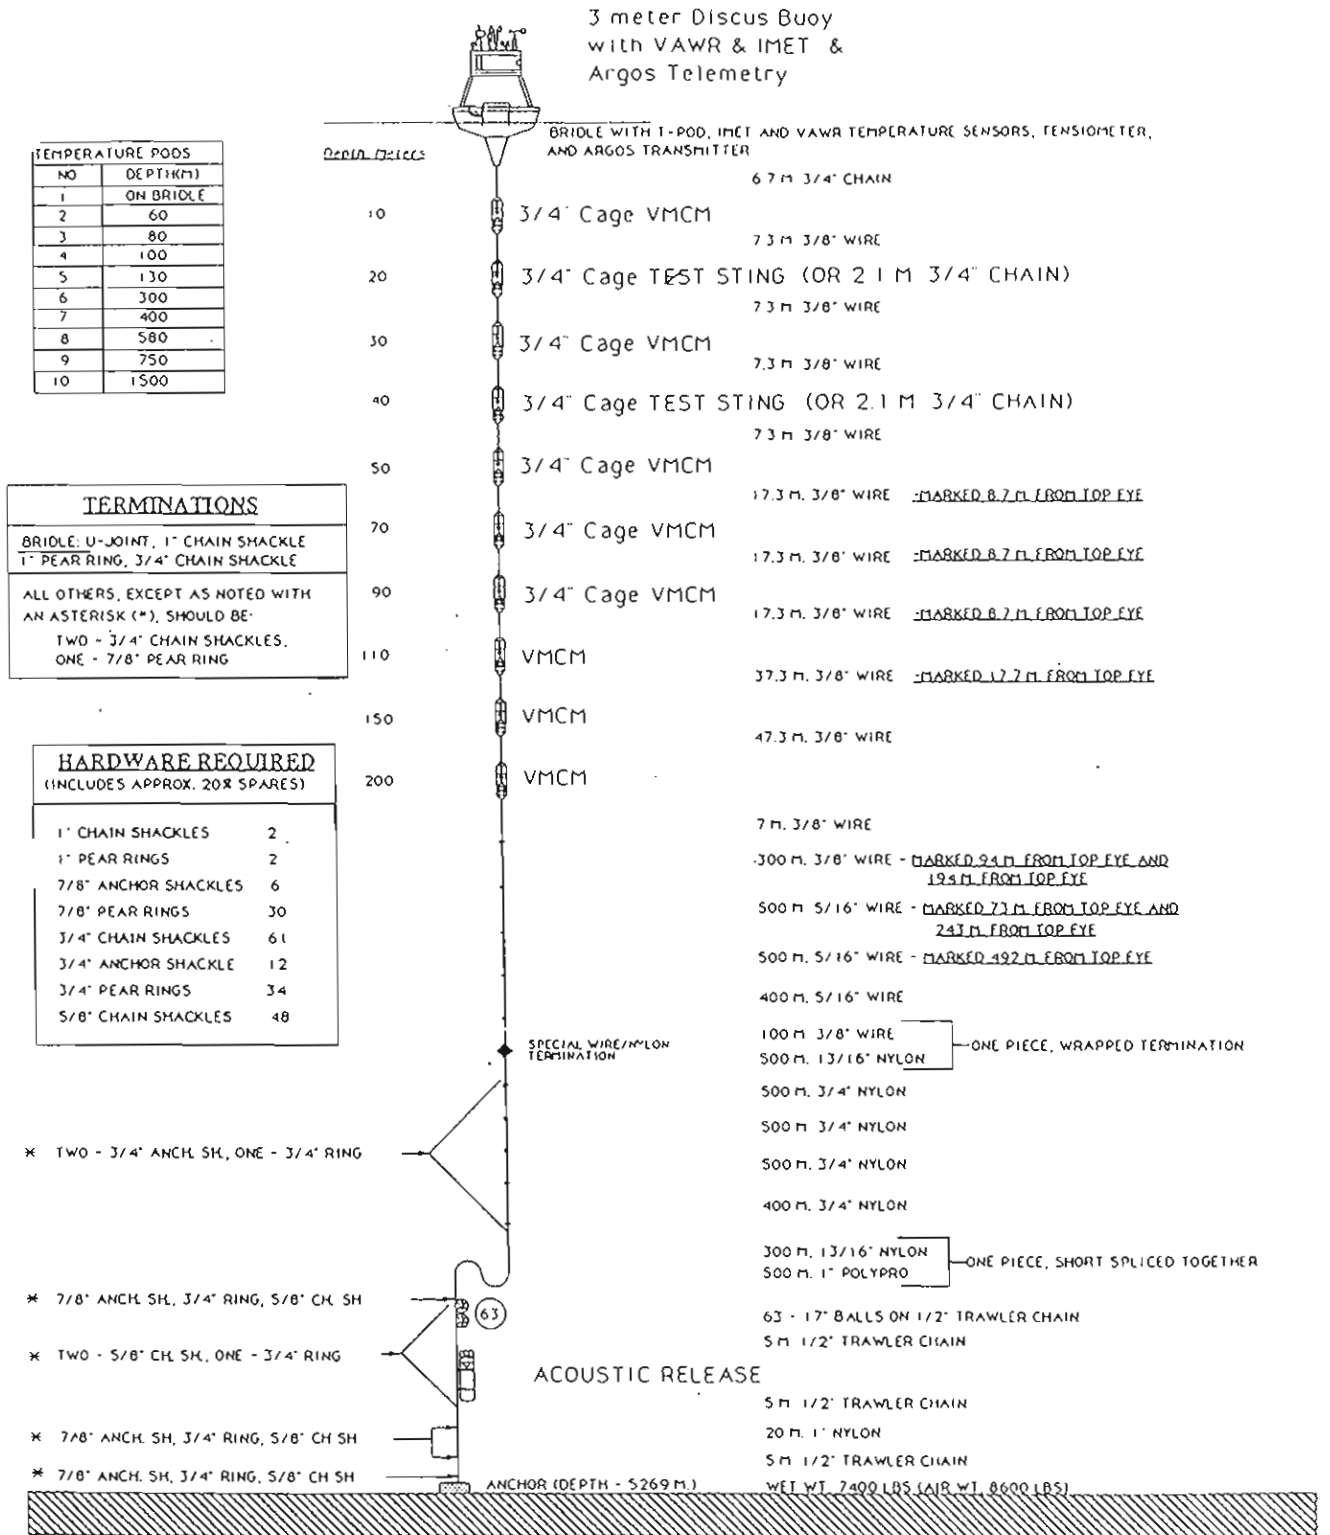 3 meter Discus Buoy
with VAWR & IMET &
Argos Telemetry
BRIDLE WITH T-POD, IMET AND VAWR TEMPERATURE SENSORS, TENSIOMETER,
AND ARGOS TRANSMITTER
Depth Meters
TEMPERATURE PODS
NO DEPTH(M)
1 ON BRIDLE
2 60
3 80
4 100
5 130
6 300
7 400
8 580
9 750
10 1500
6.7 M 3/4" CHAIN
10 3/4" Cage VMCM
7.3 M 3/8" WIRE
20 3/4" Cage TEST STING (OR 2.1 M 3/4" CHAIN)
7.3 M 3/8" WIRE
30 3/4" Cage VMCM
7.3 M 3/8" WIRE
40 3/4" Cage TEST STING (OR 2.1 M 3/4" CHAIN)
7.3 M 3/8" WIRE
50 3/4" Cage VMCM
17.3 M. 3/8" WIRE -MARKED 8.7 M FROM TOP EYE
70 3/4" Cage VMCM
17.3 M. 3/8" WIRE -MARKED 8.7 M FROM TOP EYE
90 3/4" Cage VMCM
17.3 M. 3/8" WIRE -MARKED 8.7 M FROM TOP EYE
110 VMCM
37.3 M. 3/8" WIRE -MARKED 17.7 M FROM TOP EYE
150 VMCM
47.3 M. 3/8" WIRE
200 VMCM
TERMINATIONS
BRIDLE: U-JOINT, 1" CHAIN SHACKLE
1" PEAR RING, 3/4" CHAIN SHACKLE
ALL OTHERS, EXCEPT AS NOTED WITH
AN ASTERISK (*), SHOULD BE:
TWO - 3/4" CHAIN SHACKLES,
ONE - 7/8" PEAR RING
HARDWARE REQUIRED
(INCLUDES APPROX. 20% SPARES)
1" CHAIN SHACKLES 2
1" PEAR RINGS 2
7/8" ANCHOR SHACKLES 6
7/8" PEAR RINGS 30
3/4" CHAIN SHACKLES 61
3/4" ANCHOR SHACKLE 12
3/4" PEAR RINGS 34
5/8" CHAIN SHACKLES 48
7 M. 3/8" WIRE
300 M. 3/8" WIRE - MARKED 94 M FROM TOP EYE AND
194 M FROM TOP EYE
500 M 5/16" WIRE - MARKED 73 M FROM TOP EYE AND
243 M FROM TOP EYE
500 M. 5/16" WIRE - MARKED 492 M FROM TOP EYE
400 M. 5/16" WIRE
100 M 3/8" WIRE
500 M. 13/16" NYLON
ONE PIECE, WRAPPED TERMINATION
SPECIAL WIRE/NYLON
TERMINATION
500 M. 3/4" NYLON
500 M. 3/4" NYLON
500 M. 3/4" NYLON
400 M. 3/4" NYLON
* TWO - 3/4" ANCH. SH., ONE - 3/4" RING
300 M. 13/16" NYLON
500 M. 1" POLYPRO
ONE PIECE, SHORT SPLICED TOGETHER
* 7/8" ANCH. SH., 3/4" RING, 5/8" CH. SH
63
63 - 17" BALLS ON 1/2" TRAWLER CHAIN
5 M 1/2" TRAWLER CHAIN
* TWO - 5/8" CH. SH., ONE - 3/4" RING
ACOUSTIC RELEASE
5 M 1/2" TRAWLER CHAIN
* 7/8" ANCH. SH, 3/4" RING, 5/8" CH SH
20 M. 1" NYLON
5 M 1/2" TRAWLER CHAIN
* 7/8" ANCH. SH, 3/4" RING, 5/8" CH SH
ANCHOR (DEPTH - 5269 M.) WET WT. 7400 LBS (AIR WT. 8600 LBS)